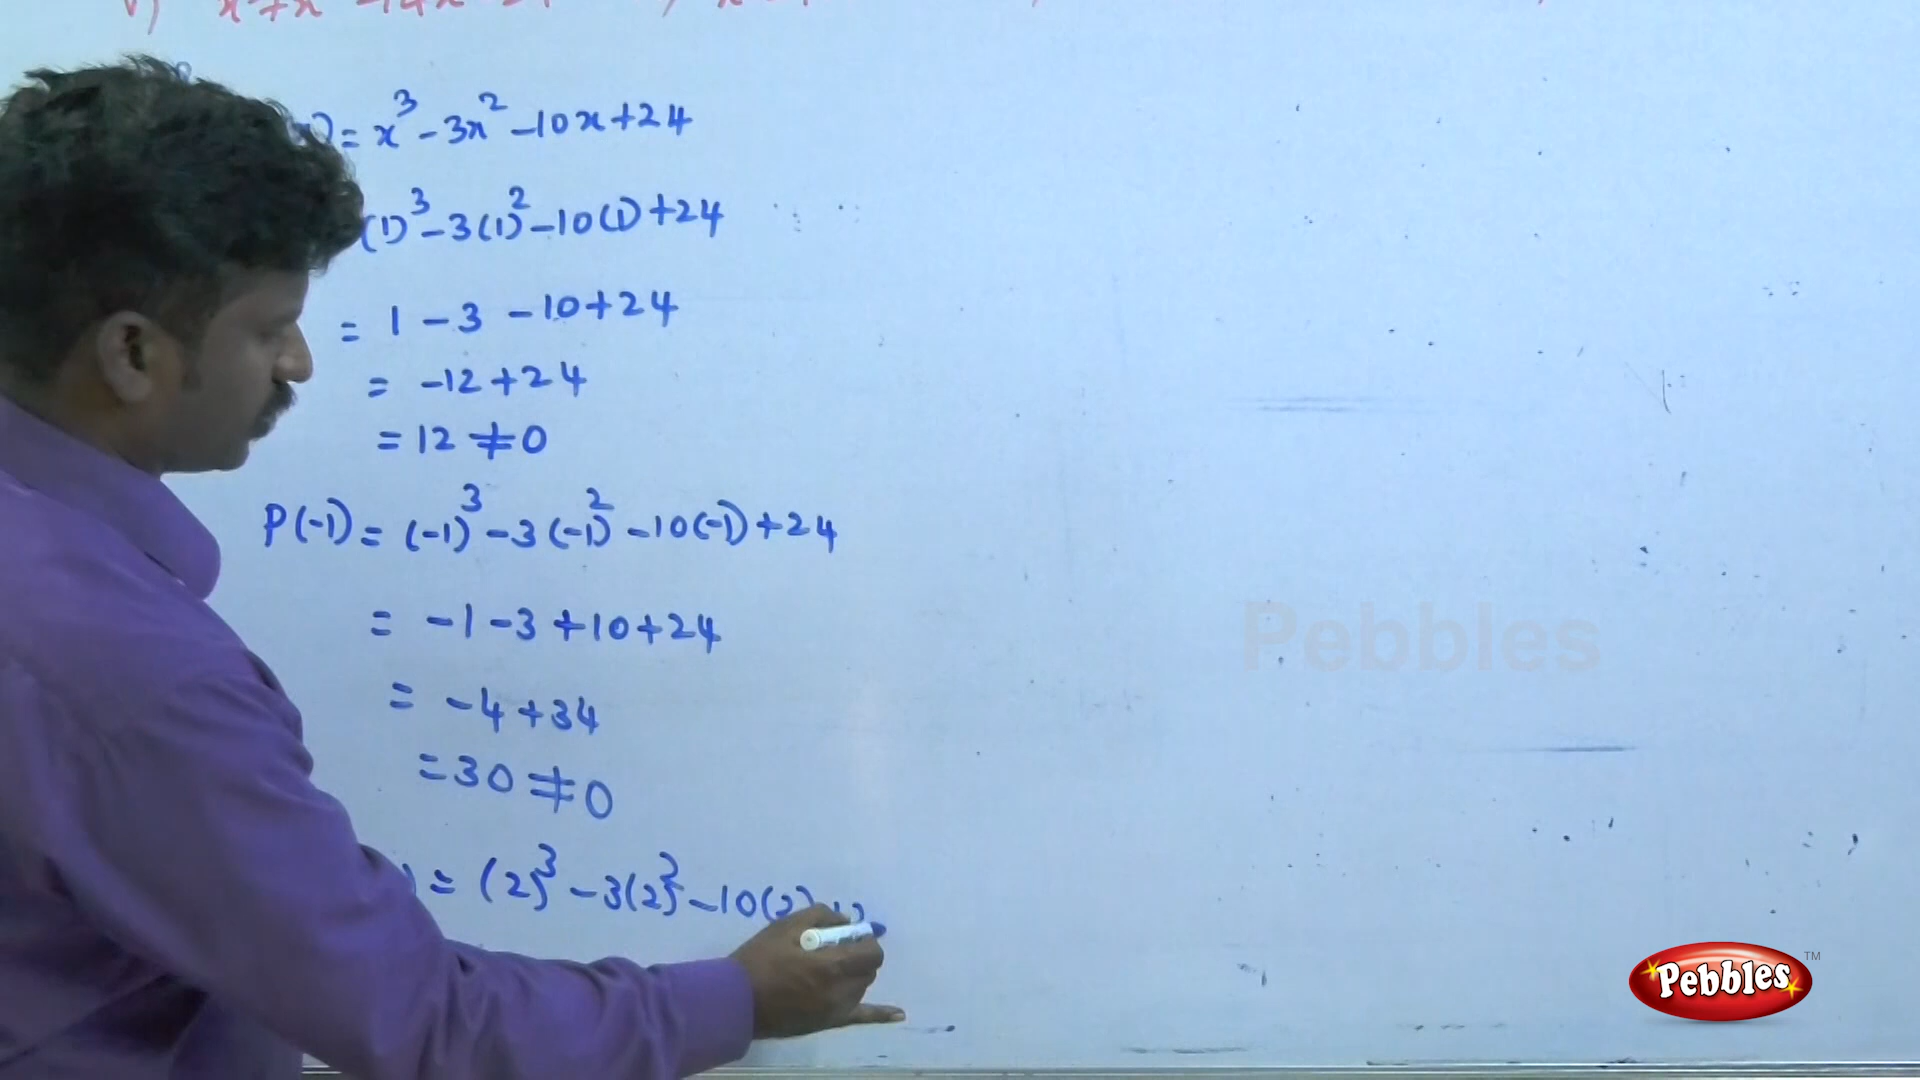 ) = x³ - 3x² - 10x + 24
(1)³ - 3(1)² - 10(1) + 24
= 1 - 3 - 10 + 24
= -12 + 24
= 12 ≠ 0
P(-1) = (-1)³ - 3(-1)² - 10(-1) + 24
= -1 - 3 + 10 + 24
= -4 + 34
= 30 ≠ 0
) = (2)³ - 3(2)² - 10(2) + 2
Pebbles
Pebbles TM